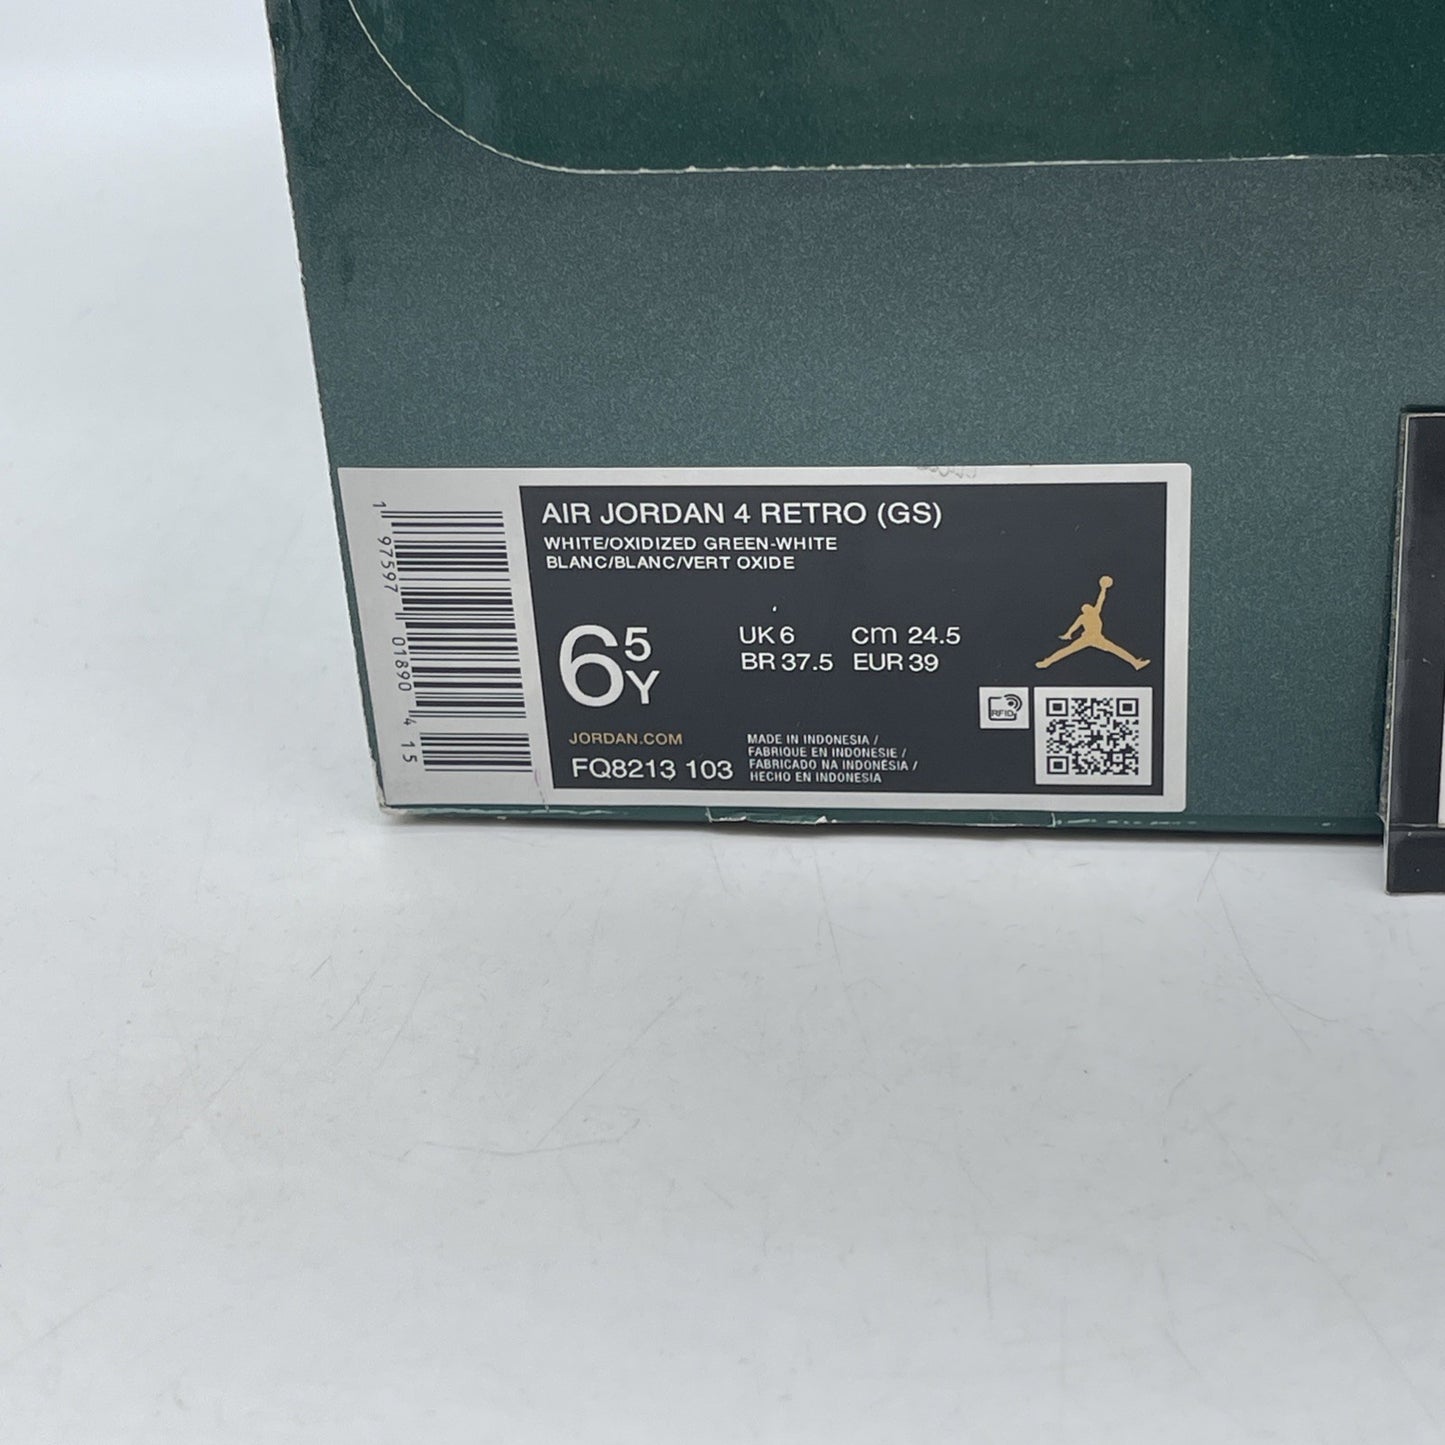 AIR JORDAN 4 RETRO (GS)
WHITE/OXIDIZED GREEN-WHITE
BLANC/BLANC/VERT OXIDE
6 5 Y
UK 6 cm 24.5
BR 37.5 EUR 39
RFID
JORDAN.COM
FQ8213 103
MADE IN INDONESIA /
FABRIQUE EN INDONESIE /
FABRICADO NA INDONÉSIA /
HECHO EN INDONESIA
1 97597 01890 4 15